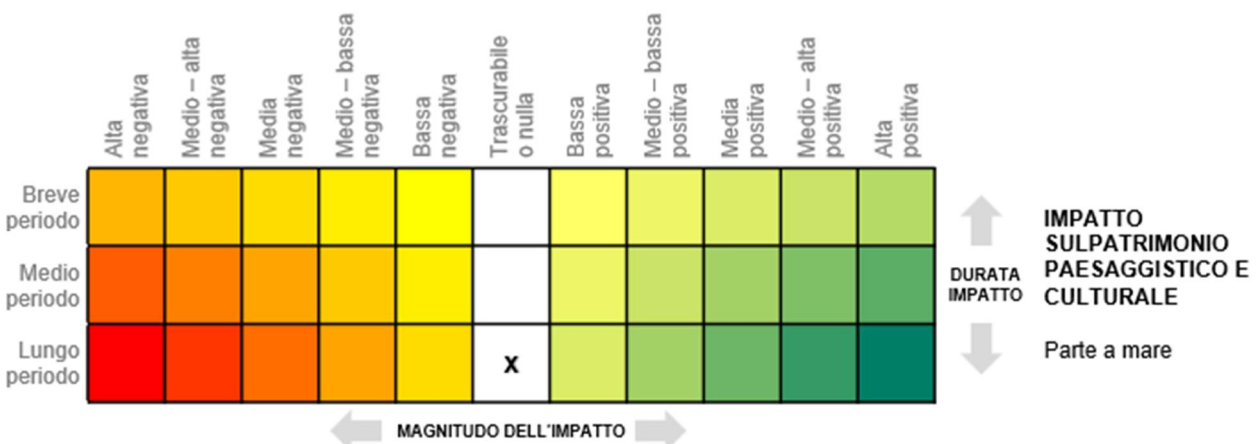 Alta
negativa
Medio – alta
negativa
Media
negativa
Medio – bassa
negativa
Bassa
negativa
Trascurabile
o nulla
Bassa
positiva
Medio – bassa
positiva
Media
positiva
Medio – alta
positiva
Alta
positiva
Breve
periodo
Medio
periodo
Lungo
periodo
X
DURATA
IMPATTO
IMPATTO
SULPATRIMONIO
PAESAGGISTICO E
CULTURALE
Parte a mare
MAGNITUDO DELL'IMPATTO